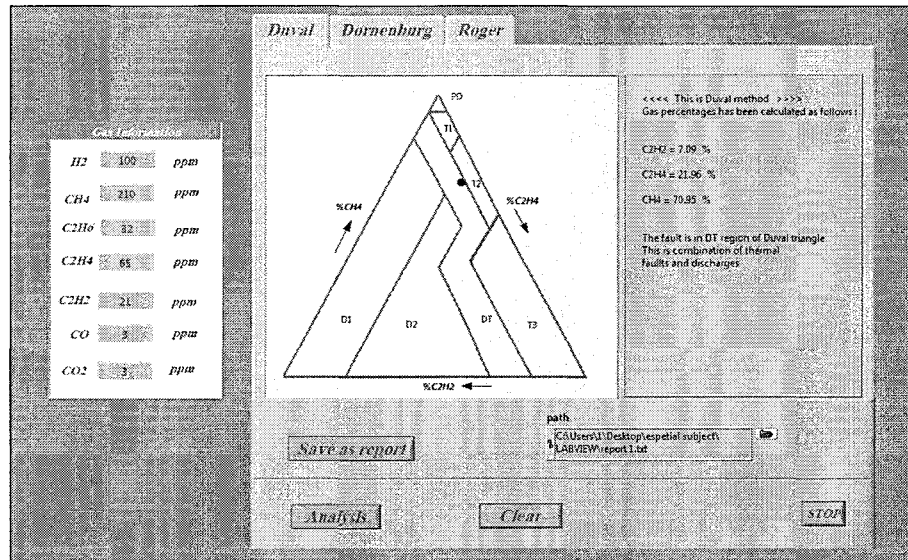 Duval Dornenburg Roger
Gas Information
H2 100 ppm
CH4 210 ppm
C2H6 32 ppm
C2H4 65 ppm
C2H2 21 ppm
CO 3 ppm
CO2 3 ppm
PD
T1
T2
%CH4
%C2H4
D1
D2
DT
T3
%C2H2
<<<< This is Duval method >>>>
Gas percentages has been calculated as follows :
C2H2 = 7.09 %
C2H4 = 21.96 %
CH4 = 70.95 %
The fault is in DT region of Duval triangle
This is combination of thermal
faults and discharges
path
C:\Users\1\Desktop\espetial subject\
LABVIEW\report 1.txt
Save as report
Analysis
Clear
STOP